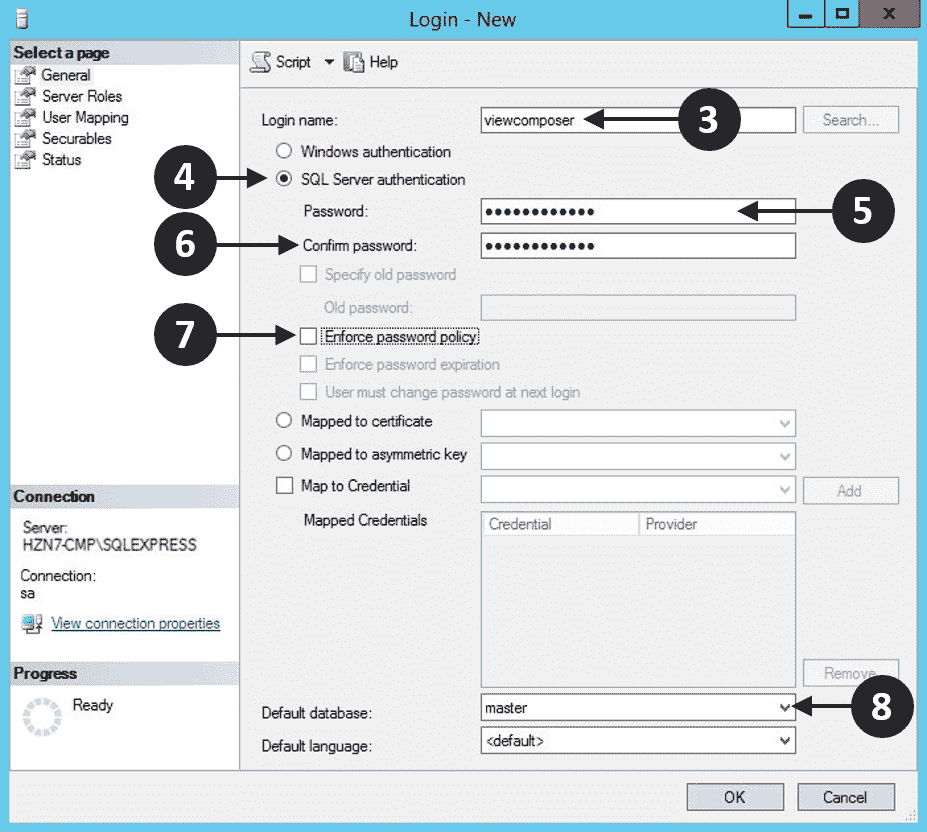 Login - New
Select a page
General
Server Roles
User Mapping
Securables
Status
Script Help
Login name: viewcomposer 3 Search...
Windows authentication
4 SQL Server authentication
Password: ●●●●●●●●●●●● 5
6 Confirm password: ●●●●●●●●●●●●
Specify old password
Old password:
7 Enforce password policy
Enforce password expiration
User must change password at next login
Mapped to certificate
Mapped to asymmetric key
Map to Credential Add
Mapped Credentials Credential Provider
Remove
Default database: master 8
Default language: <default>
Connection
Server:
HZN7-CMP\SQLEXPRESS
Connection:
sa
View connection properties
Progress
Ready
OK Cancel